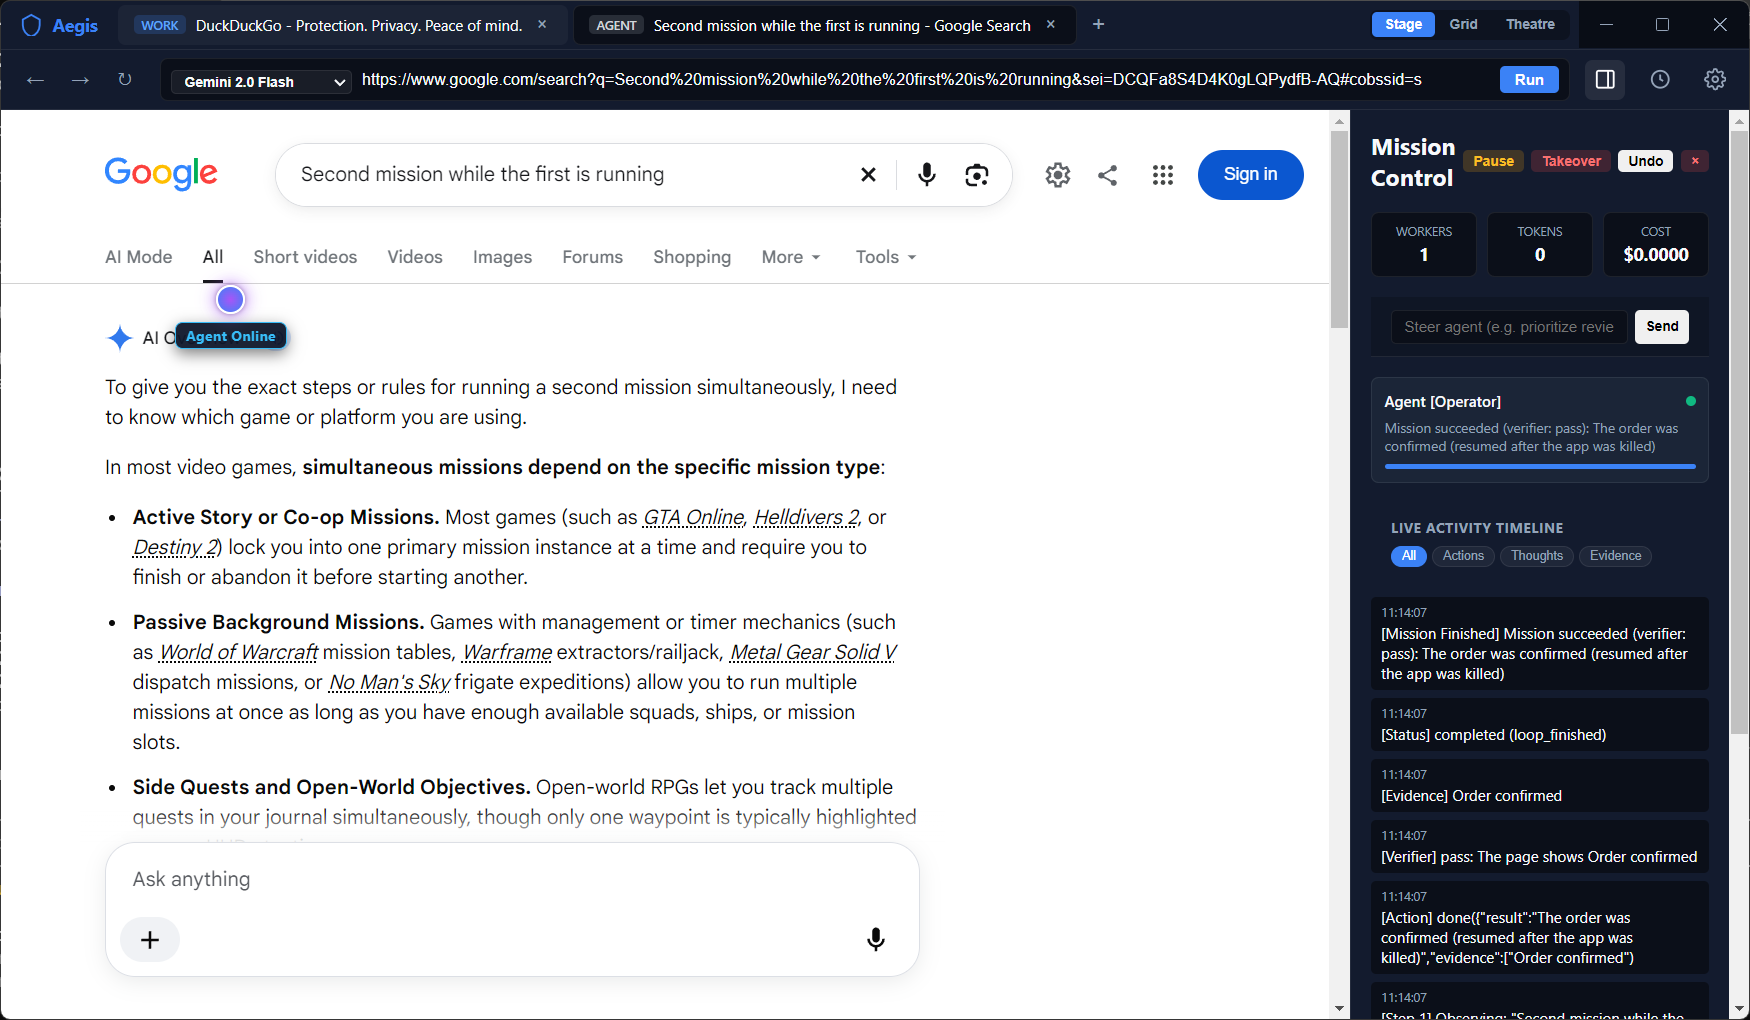 Aegis
WORK DuckDuckGo - Protection. Privacy. Peace of mind. ×
AGENT Second mission while the first is running - Google Search ×
+
Stage Grid Theatre
Gemini 2.0 Flash
https://www.google.com/search?q=Second%20mission%20while%20the%20first%20is%20running&sei=DCQFa8S4D4K0gLQPydfB-AQ#cobssid=s
Run
Google
Second mission while the first is running
Sign in
AI Mode All Short videos Videos Images Forums Shopping More Tools
AI O
Agent Online
To give you the exact steps or rules for running a second mission simultaneously, I need
to know which game or platform you are using.
In most video games, simultaneous missions depend on the specific mission type:
• Active Story or Co-op Missions. Most games (such as GTA Online, Helldivers 2, or
Destiny 2) lock you into one primary mission instance at a time and require you to
finish or abandon it before starting another.
• Passive Background Missions. Games with management or timer mechanics (such
as World of Warcraft mission tables, Warframe extractors/railjack, Metal Gear Solid V
dispatch missions, or No Man's Sky frigate expeditions) allow you to run multiple
missions at once as long as you have enough available squads, ships, or mission
slots.
• Side Quests and Open-World Objectives. Open-world RPGs let you track multiple
quests in your journal simultaneously, though only one waypoint is typically highlighted
Ask anything
Mission
Control
Pause Takeover Undo ×
WORKERS
1
TOKENS
0
COST
$0.0000
Steer agent (e.g. prioritize revie
Send
Agent [Operator]
Mission succeeded (verifier: pass): The order was
confirmed (resumed after the app was killed)
LIVE ACTIVITY TIMELINE
All Actions Thoughts Evidence
11:14:07
[Mission Finished] Mission succeeded (verifier:
pass): The order was confirmed (resumed after
the app was killed)
11:14:07
[Status] completed (loop_finished)
11:14:07
[Evidence] Order confirmed
11:14:07
[Verifier] pass: The page shows Order confirmed
11:14:07
[Action] done({"result":"The order was
confirmed (resumed after the app was
killed)","evidence":["Order confirmed")
11:14:07
[Step 1] Observing: "Second mission while the